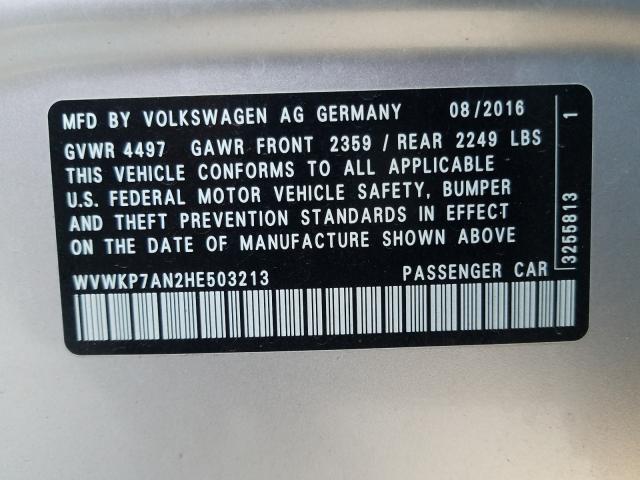 MFD BY VOLKSWAGEN AG GERMANY 08/2016
GVWR 4497 GAWR FRONT 2359 / REAR 2249 LBS
THIS VEHICLE CONFORMS TO ALL APPLICABLE
U.S. FEDERAL MOTOR VEHICLE SAFETY, BUMPER
AND THEFT PREVENTION STANDARDS IN EFFECT
ON THE DATE OF MANUFACTURE SHOWN ABOVE
WVWKP7AN2HE503213 PASSENGER CAR
3255813 1